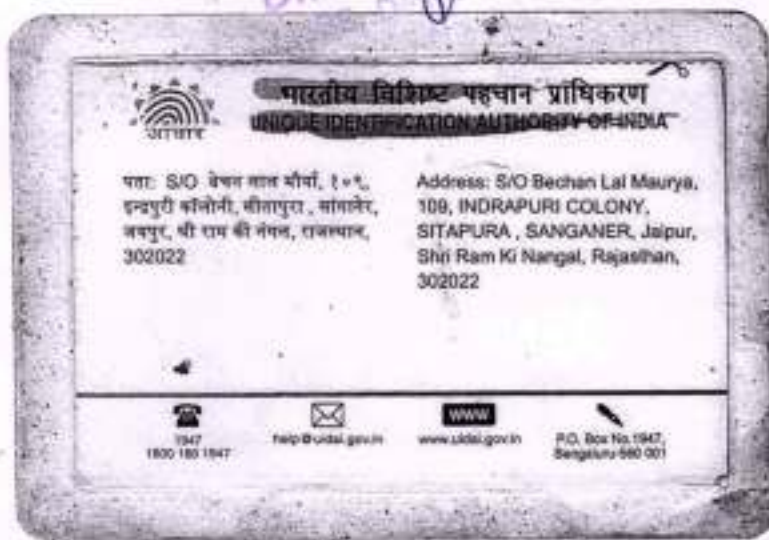 आधार
भारतीय विशिष्ट पहचान प्राधिकरण
UNIQUE IDENTIFICATION AUTHORITY OF INDIA
पता: S/O बेचन लाल मौर्या, १०९,
इन्द्रपुरी कॉलोनी, सीतापुरा , सांगानेर,
जयपुर, श्री राम की नंगल, राजस्थान,
302022
Address: S/O Bechan Lal Maurya,
109, INDRAPURI COLONY,
SITAPURA , SANGANER, Jaipur,
Shri Ram Ki Nangal, Rajasthan,
302022
1947
1800 180 1947
help@uidai.gov.in
WWW
www.uidai.gov.in
P.O. Box No.1947,
Bengaluru-560 001